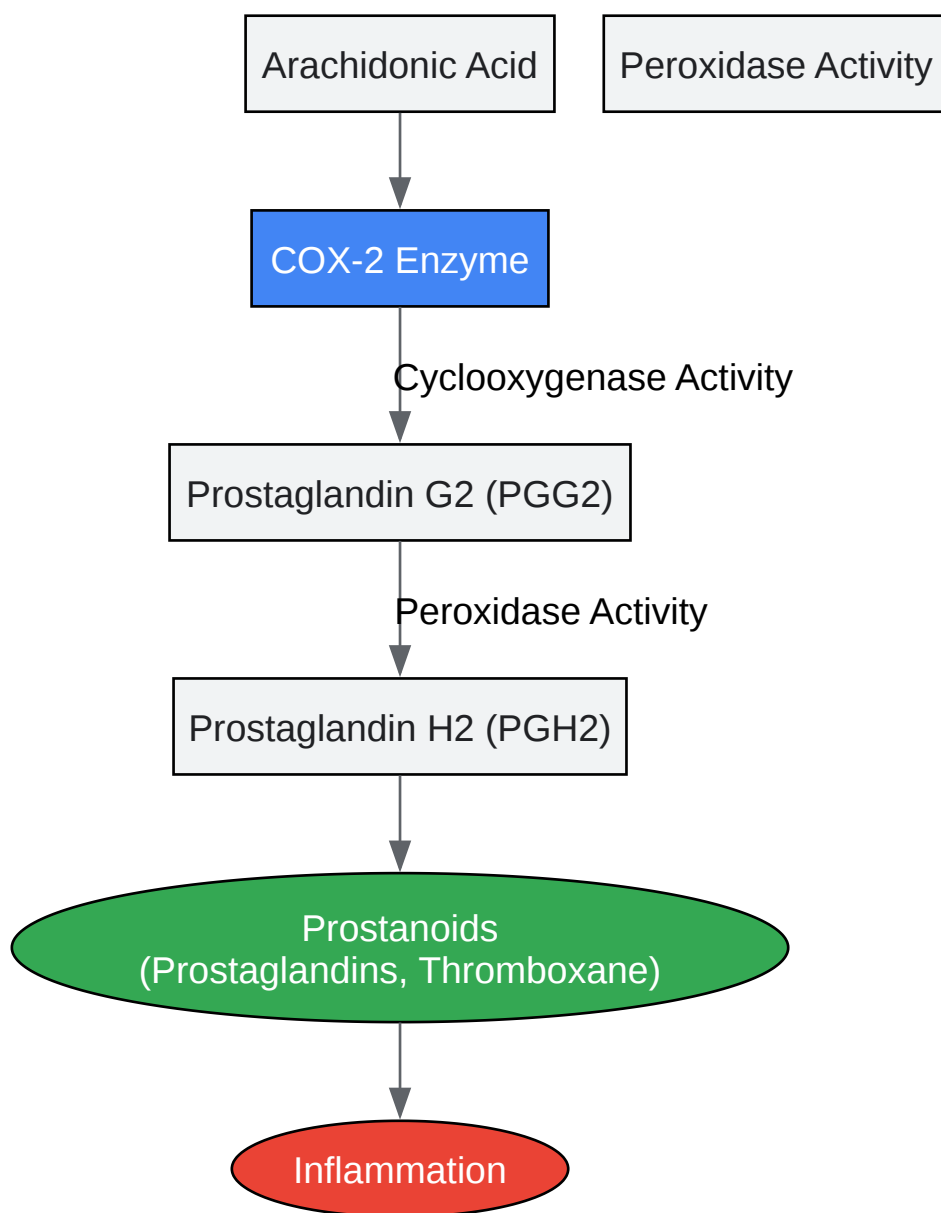 Arachidonic Acid
Peroxidase Activity
COX-2 Enzyme
Cyclooxygenase Activity
Prostaglandin G2 (PGG2)
Peroxidase Activity
Prostaglandin H2 (PGH2)
Prostanoids
(Prostaglandins, Thromboxane)
Inflammation